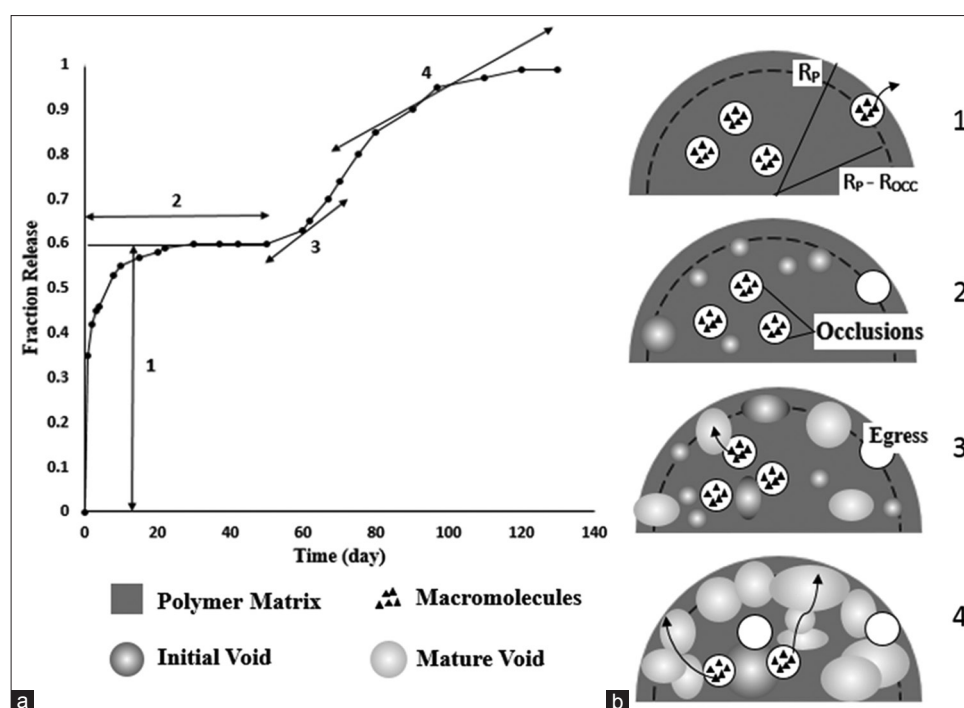 1
0.9
0.8
0.7
0.6
0.5
0.4
0.3
0.2
0.1
0
Fraction Release
0 20 40 60 80 100 120 140
Time (day)
1
2
3
4
Polymer Matrix
Macromolecules
Initial Void
Mature Void
a
RP
RP - ROCC
1
Occlusions
2
Egress
3
4
b